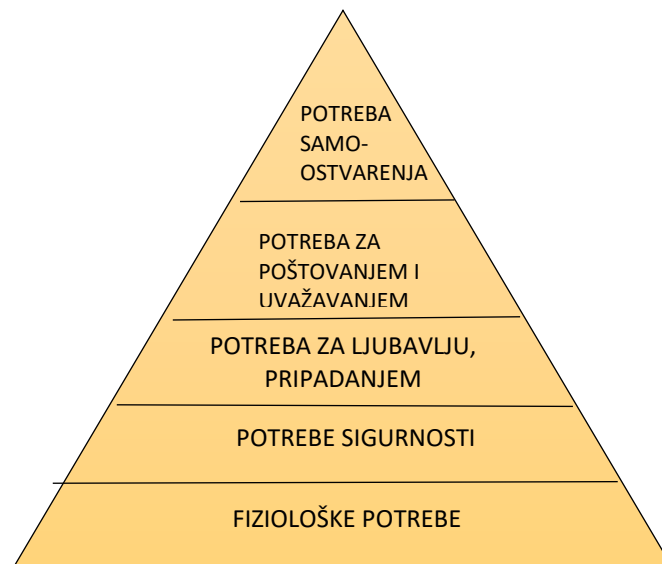 POTREBA
SAMO-
OSTVARENJA
POTREBA ZA
POŠTOVANJEM I
UVAŽAVANJEM
POTREBA ZA LJUBAVLJU,
PRIPADANJEM
POTREBE SIGURNOSTI
FIZIOLOŠKE POTREBE